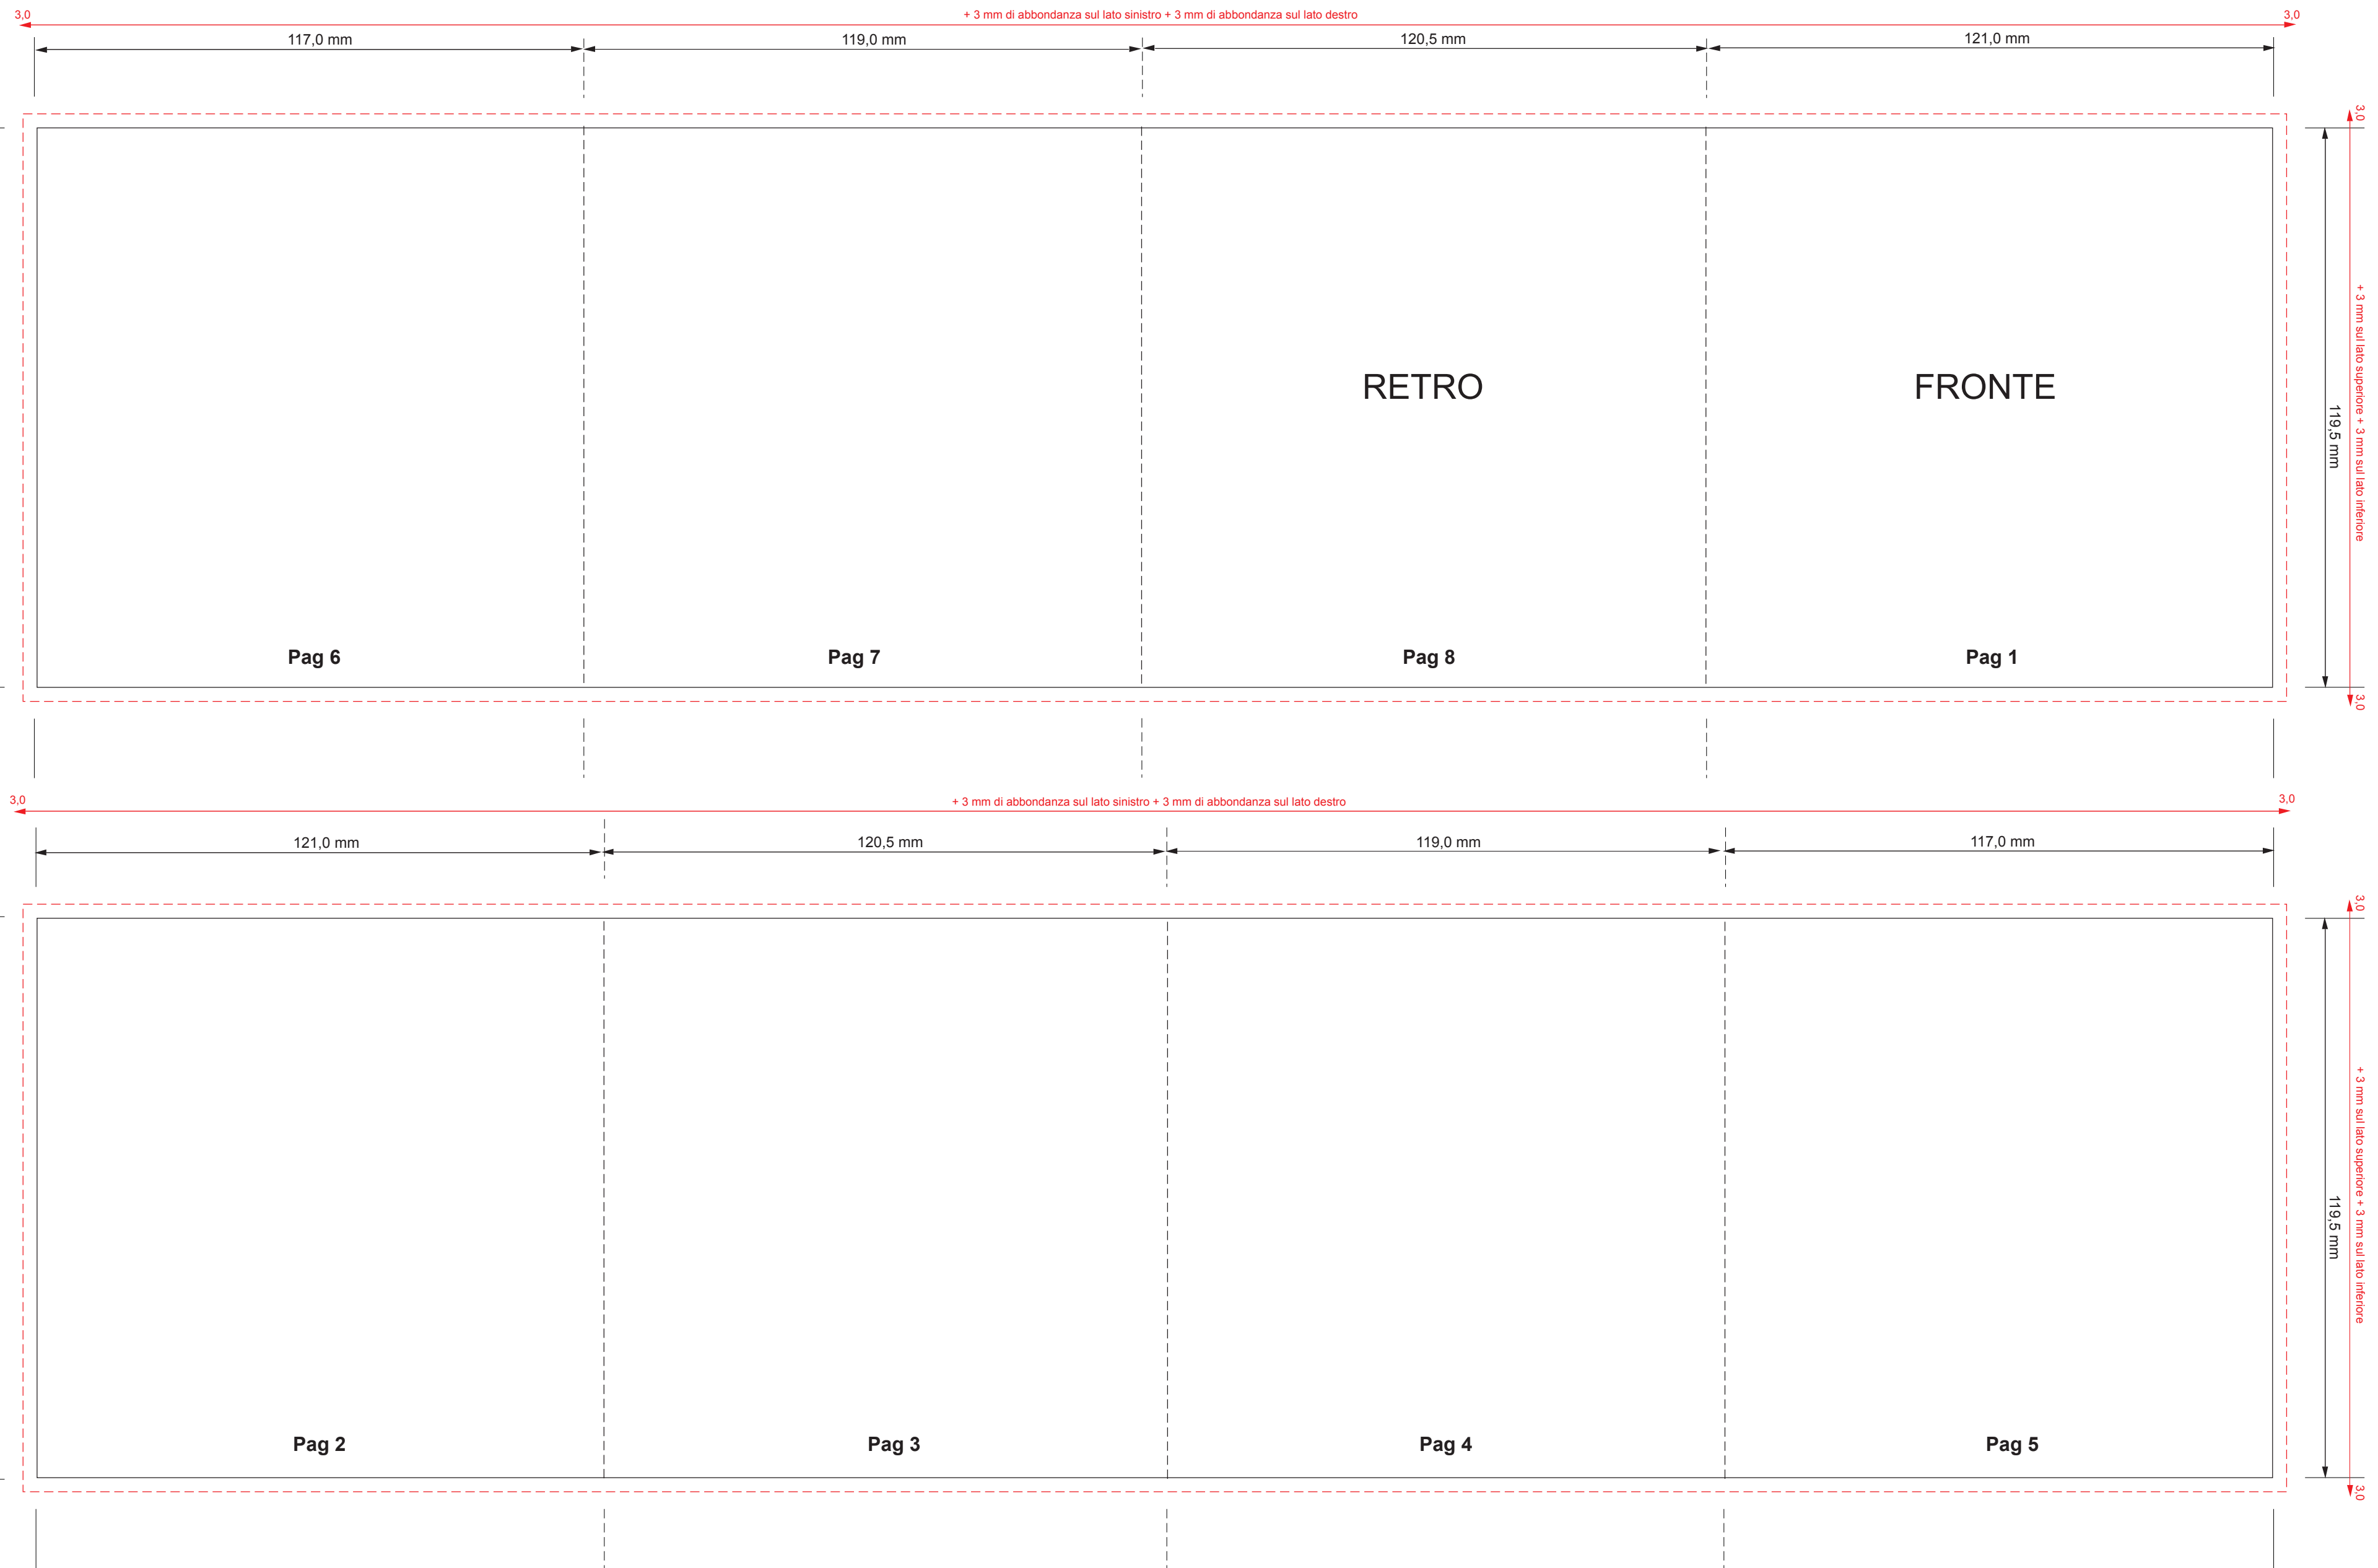 3,0
+ 3 mm di abbondanza sul lato sinistro + 3 mm di abbondanza sul lato destro
3,0
117,0 mm
119,0 mm
120,5 mm
121,0 mm
3,0
+ 3 mm sul lato superiore + 3 mm sul lato inferiore
119,5 mm
RETRO
FRONTE
Pag 6
Pag 7
Pag 8
Pag 1
3,0
3,0
+ 3 mm di abbondanza sul lato sinistro + 3 mm di abbondanza sul lato destro
3,0
121,0 mm
120,5 mm
119,0 mm
117,0 mm
3,0
+ 3 mm sul lato superiore + 3 mm sul lato inferiore
119,5 mm
Pag 2
Pag 3
Pag 4
Pag 5
3,0